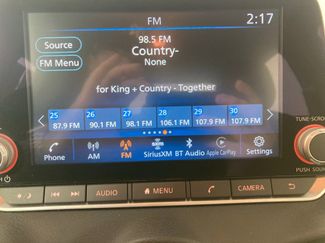 FM
2:17
Source
98.5 FM
Country-
FM Menu
None
for King + Country - Together
25 26 27 28 29 30
87.9 FM 90.1 FM 98.5 FM 106.1 FM 107.9 FM 107.9 FM
TUNE-SCROLL
Phone AM FM SiriusXM BT Audio Apple CarPlay Settings
PUSH SOUND
AUDIO MENU CAMERA